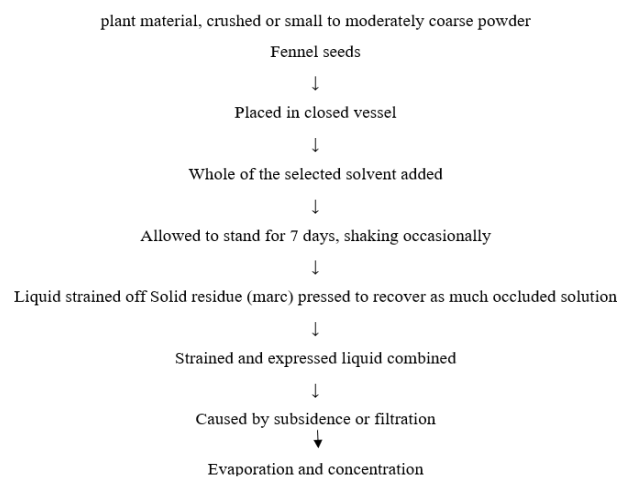 plant material, crushed or small to moderately coarse powder
Fennel seeds
↓
Placed in closed vessel
↓
Whole of the selected solvent added
↓
Allowed to stand for 7 days, shaking occasionally
↓
Liquid strained off Solid residue (marc) pressed to recover as much occluded solution
↓
Strained and expressed liquid combined
↓
Caused by subsidence or filtration
↓
Evaporation and concentration